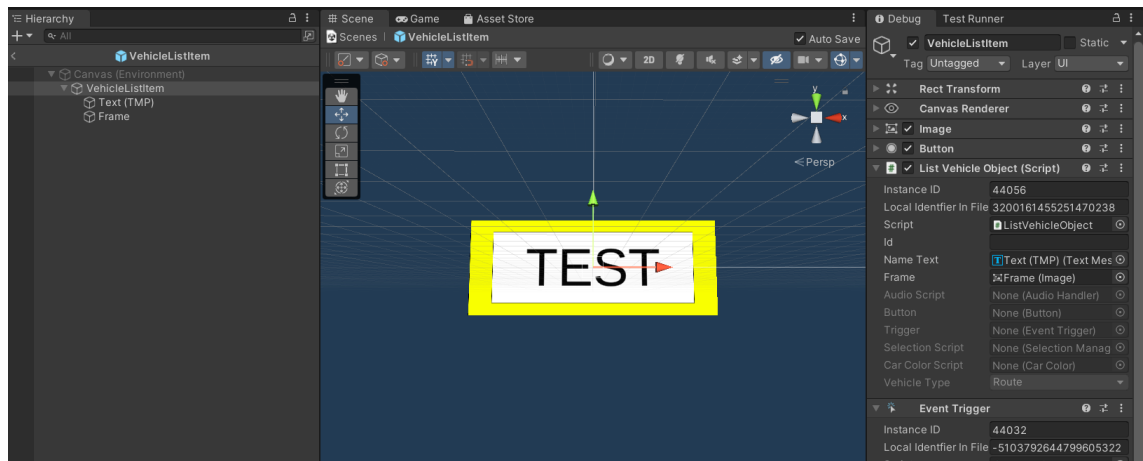 Hierarchy
All
VehicleListItem
Canvas (Environment)
VehicleListItem
Text (TMP)
Frame
Scene
Game
Asset Store
Scenes
VehicleListItem
Auto Save
2D
y
x
Persp
TEST
Debug
Test Runner
VehicleListItem
Static
Tag Untagged
Layer UI
Rect Transform
Canvas Renderer
Image
Button
List Vehicle Object (Script)
Instance ID 44056
Local Identfier In File 3200161455251470238
Script ListVehicleObject
Id
Name Text Text (TMP) (Text Mes
Frame Frame (Image)
Audio Script None (Audio Handler)
Button None (Button)
Trigger None (Event Trigger)
Selection Script None (Selection Manag
Car Color Script None (Car Color)
Vehicle Type Route
Event Trigger
Instance ID 44032
Local Identfier In File -5103792644799605322